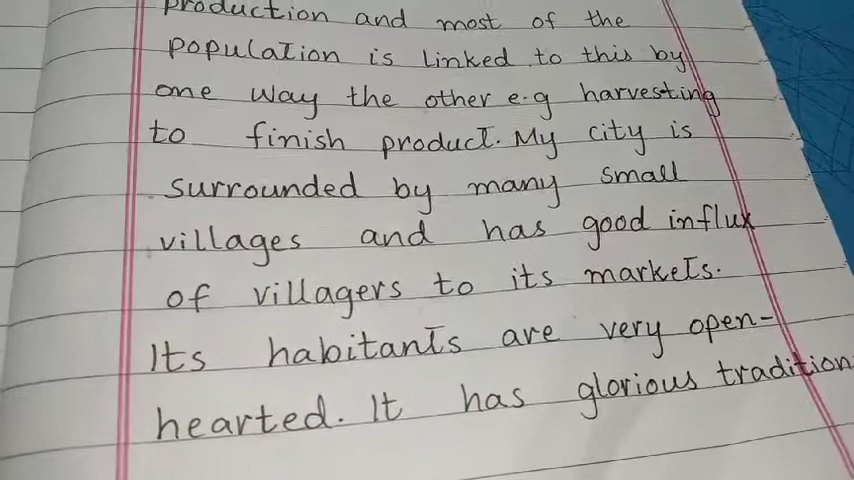 production and most of the
population is linked to this by
one way the other e.g harvesting
to finish product. My city is
surrounded by many small
villages and has good influx
of villagers to its markets.
Its habitants are very open-
hearted. It has glorious tradition